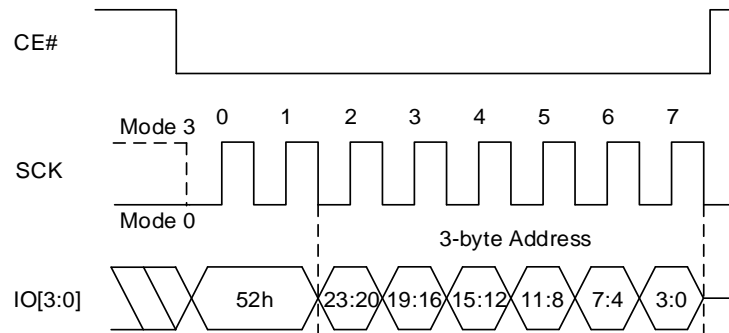 CE#
Mode 3
0 1 2 3 4 5 6 7
SCK
Mode 0
3-byte Address
IO[3:0]
52h 23:20 19:16 15:12 11:8 7:4 3:0